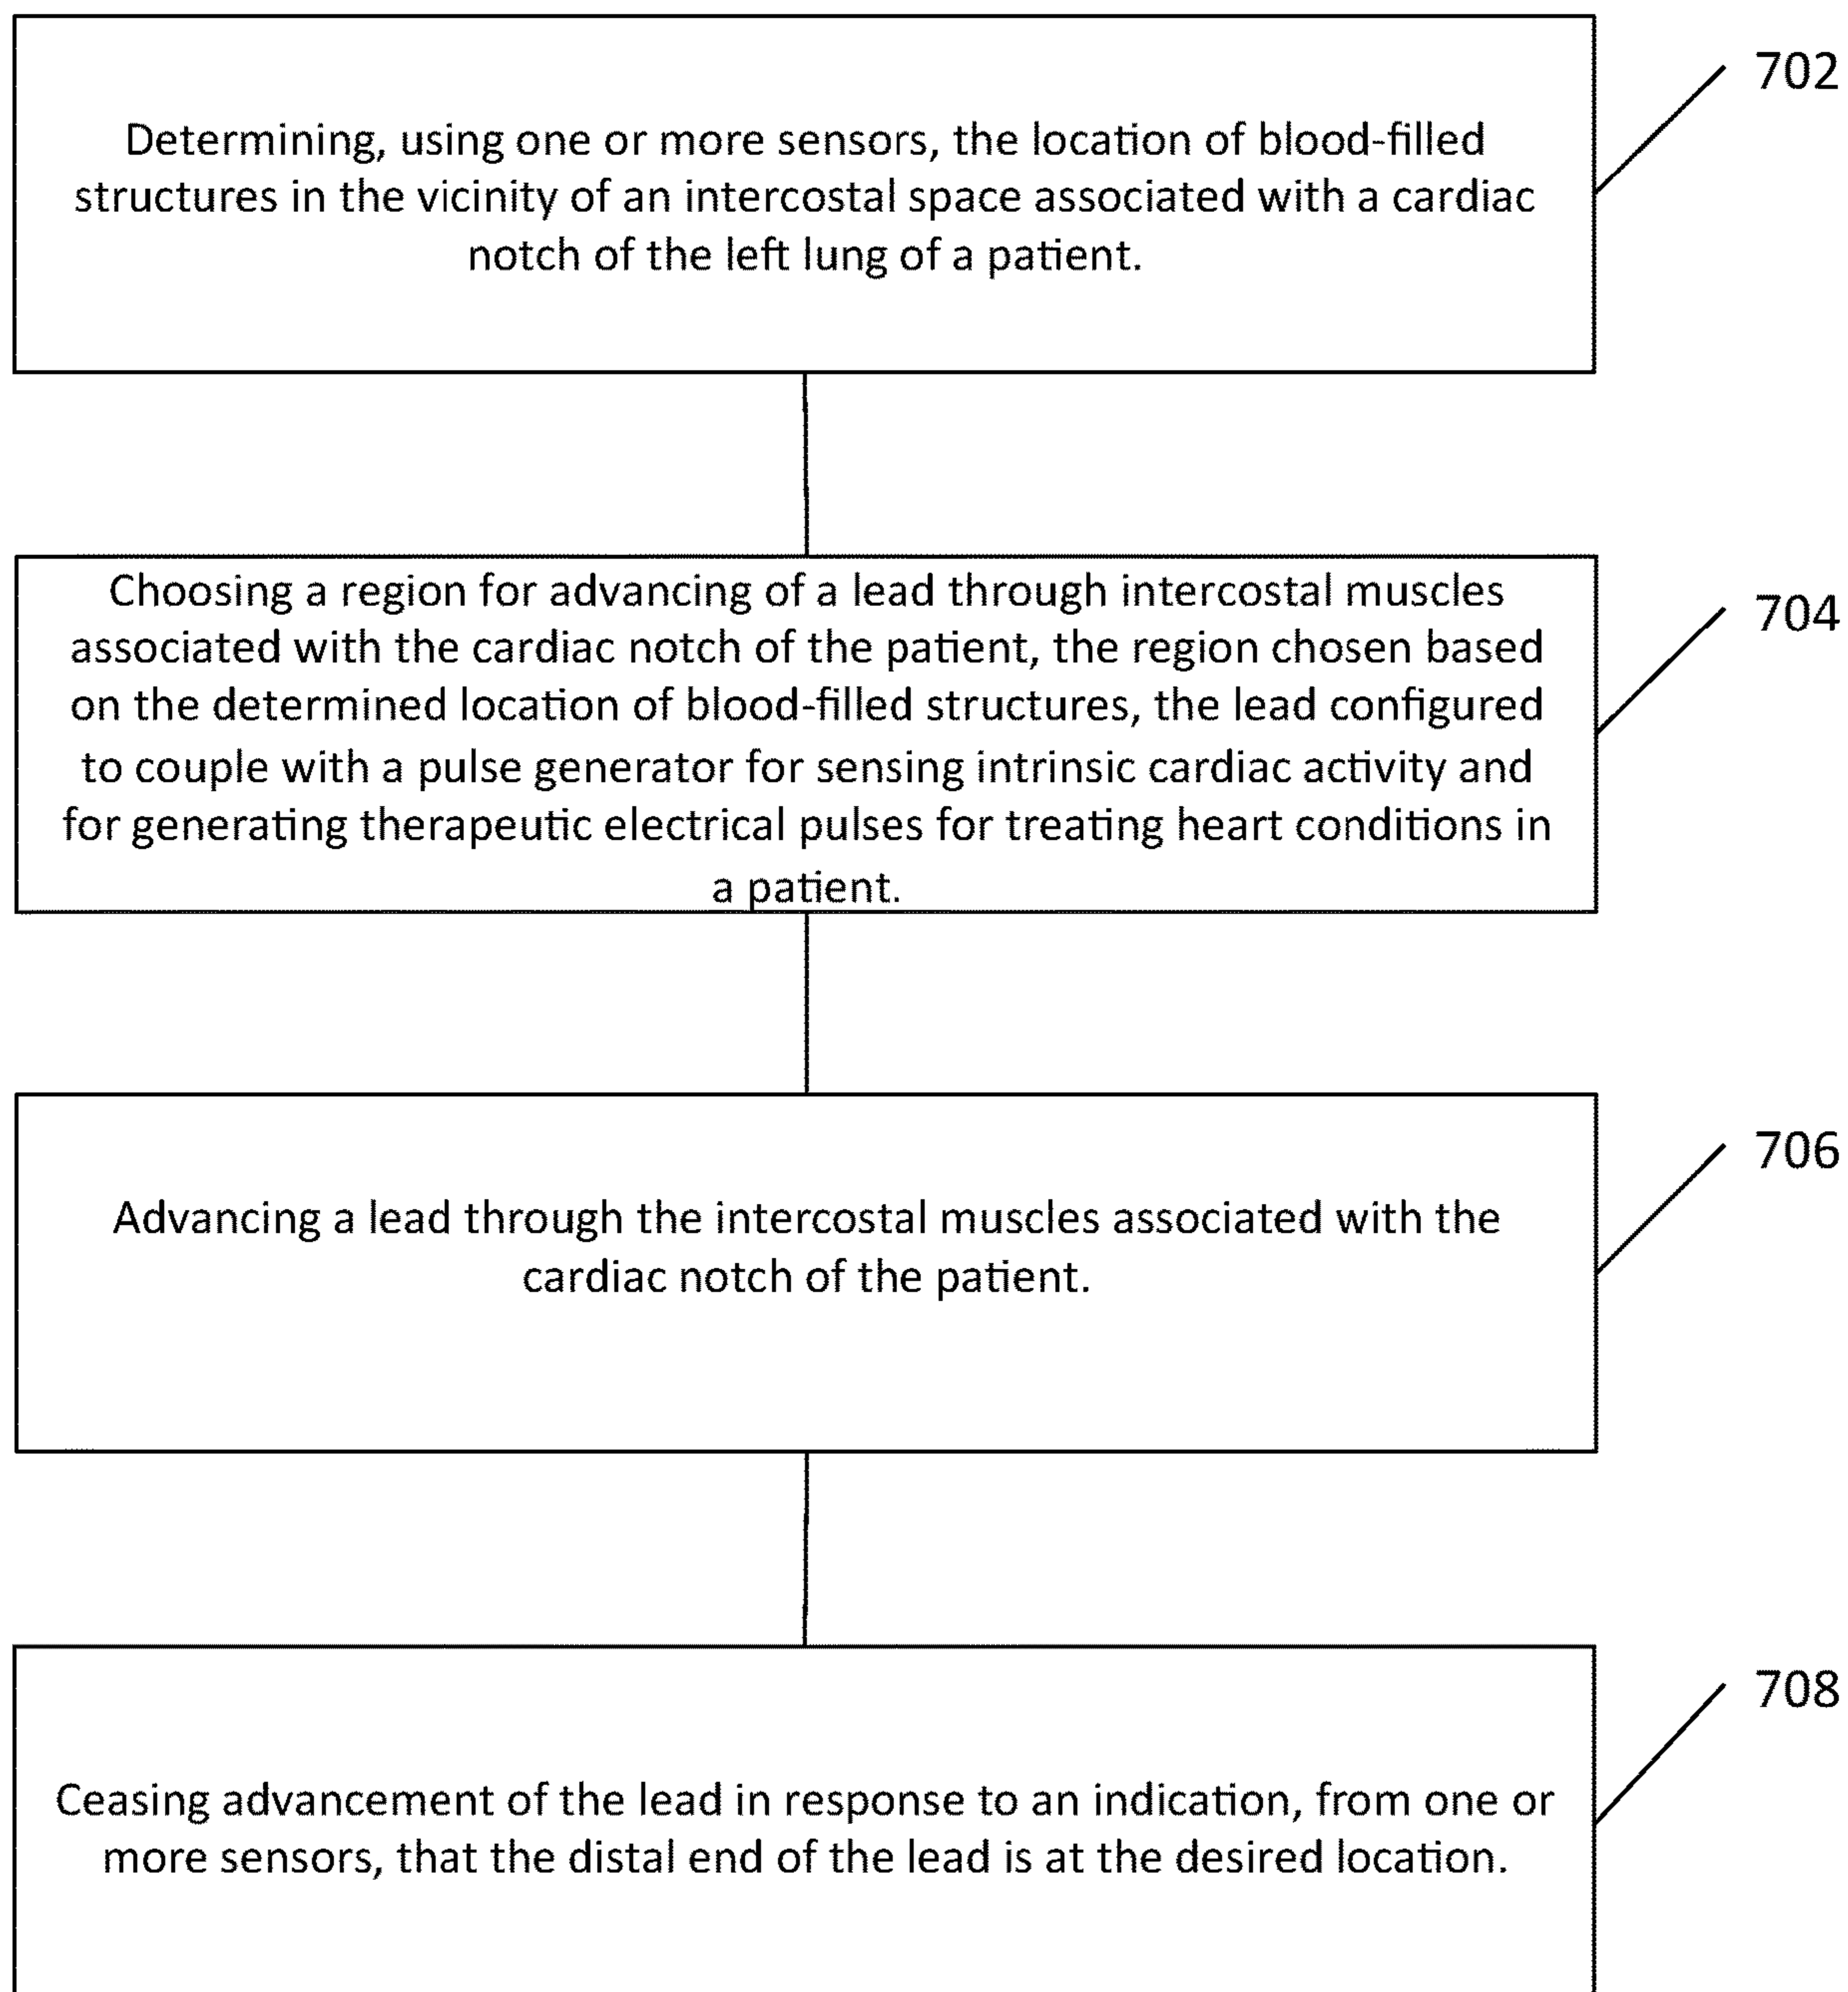 Determining, using one or more sensors, the location of blood-filled
structures in the vicinity of an intercostal space associated with a cardiac
notch of the left lung of a patient.
702
Choosing a region for advancing of a lead through intercostal muscles
associated with the cardiac notch of the patient, the region chosen based
on the determined location of blood-filled structures, the lead configured
to couple with a pulse generator for sensing intrinsic cardiac activity and
for generating therapeutic electrical pulses for treating heart conditions in
a patient.
704
Advancing a lead through the intercostal muscles associated with the
cardiac notch of the patient.
706
Ceasing advancement of the lead in response to an indication, from one or
more sensors, that the distal end of the lead is at the desired location.
708